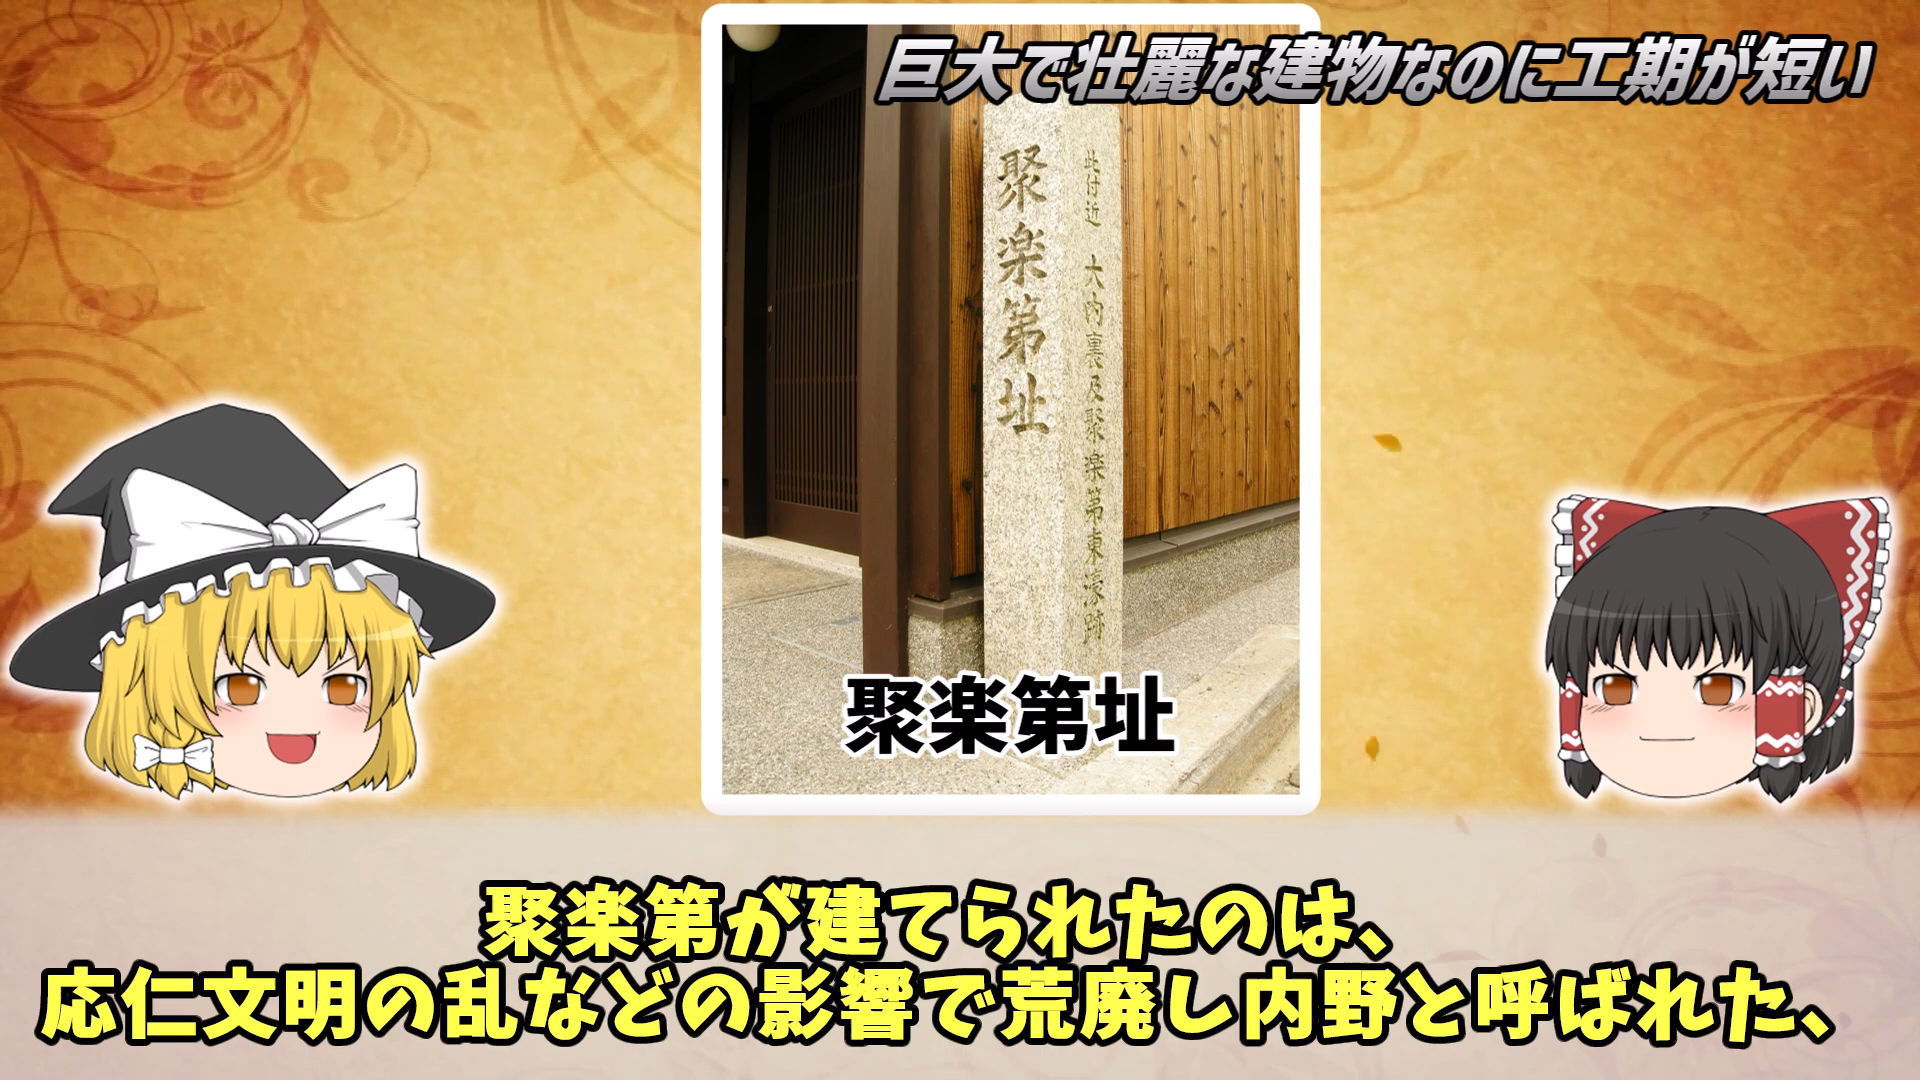 巨大で壮麗な建物なのに工期が短い
此付近 大内裏及聚楽第東濠跡
聚楽第址
聚楽第址
聚楽第が建てられたのは、
応仁文明の乱などの影響で荒廃し内野と呼ばれた、